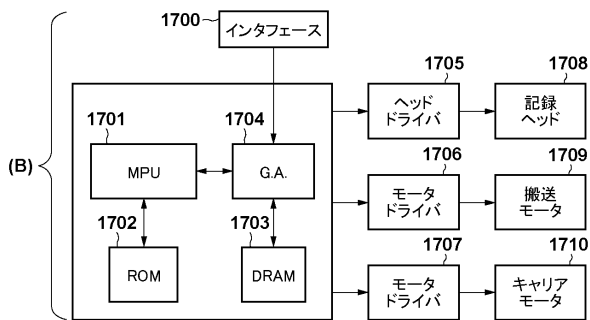 1700
インタフェース
1705
1708
1701
1704
ヘッド
ドライバ
記録
ヘッド
(B)
MPU
G.A.
1706
1709
モータ
ドライバ
搬送
モータ
1702
1703
ROM
DRAM
1707
1710
モータ
ドライバ
キャリア
モータ